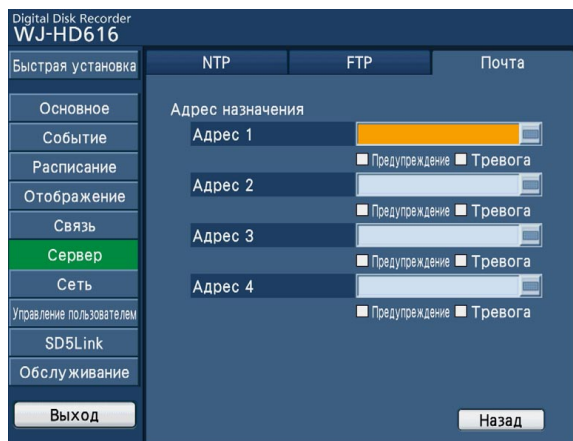 Digital Disk Recorder
WJ-HD616
Быстрая установка
NTP
FTP
Почта
Основное
Событие
Расписание
Отображение
Связь
Сервер
Сеть
Управление пользователем
SD5Link
Обслуживание
Выход
Адрес назначения
Адрес 1
Предупреждение Тревога
Адрес 2
Предупреждение Тревога
Адрес 3
Предупреждение Тревога
Адрес 4
Предупреждение Тревога
Назад